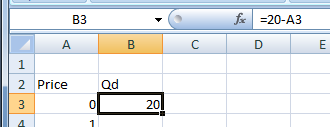 B3 fx =20-A3
A B C D E
1
2 Price Qd
3 0 20
4 1